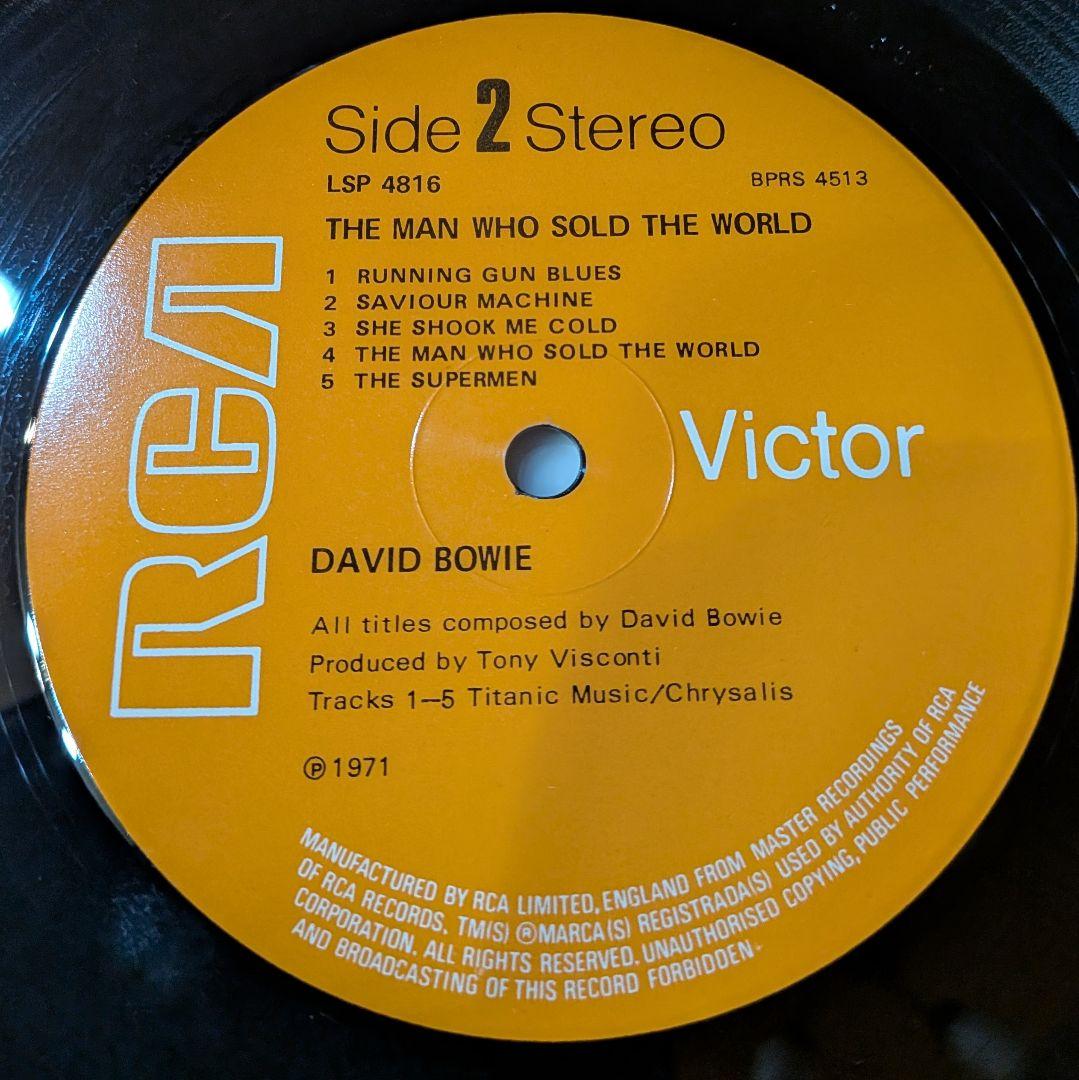 Side 2 Stereo
LSP 4816 BPRS 4513
THE MAN WHO SOLD THE WORLD
1 RUNNING GUN BLUES
2 SAVIOUR MACHINE
3 SHE SHOOK ME COLD
4 THE MAN WHO SOLD THE WORLD
5 THE SUPERMEN
RCA
Victor
DAVID BOWIE
All titles composed by David Bowie
Produced by Tony Visconti
Tracks 1–5 Titanic Music/Chrysalis
℗ 1971
MANUFACTURED BY RCA LIMITED, ENGLAND FROM MASTER RECORDINGS
OF RCA RECORDS. TM(S) ® MARCA(S) REGISTRADA(S) USED BY AUTHORITY OF RCA
CORPORATION. ALL RIGHTS RESERVED. UNAUTHORISED COPYING, PUBLIC PERFORMANCE
AND BROADCASTING OF THIS RECORD FORBIDDEN